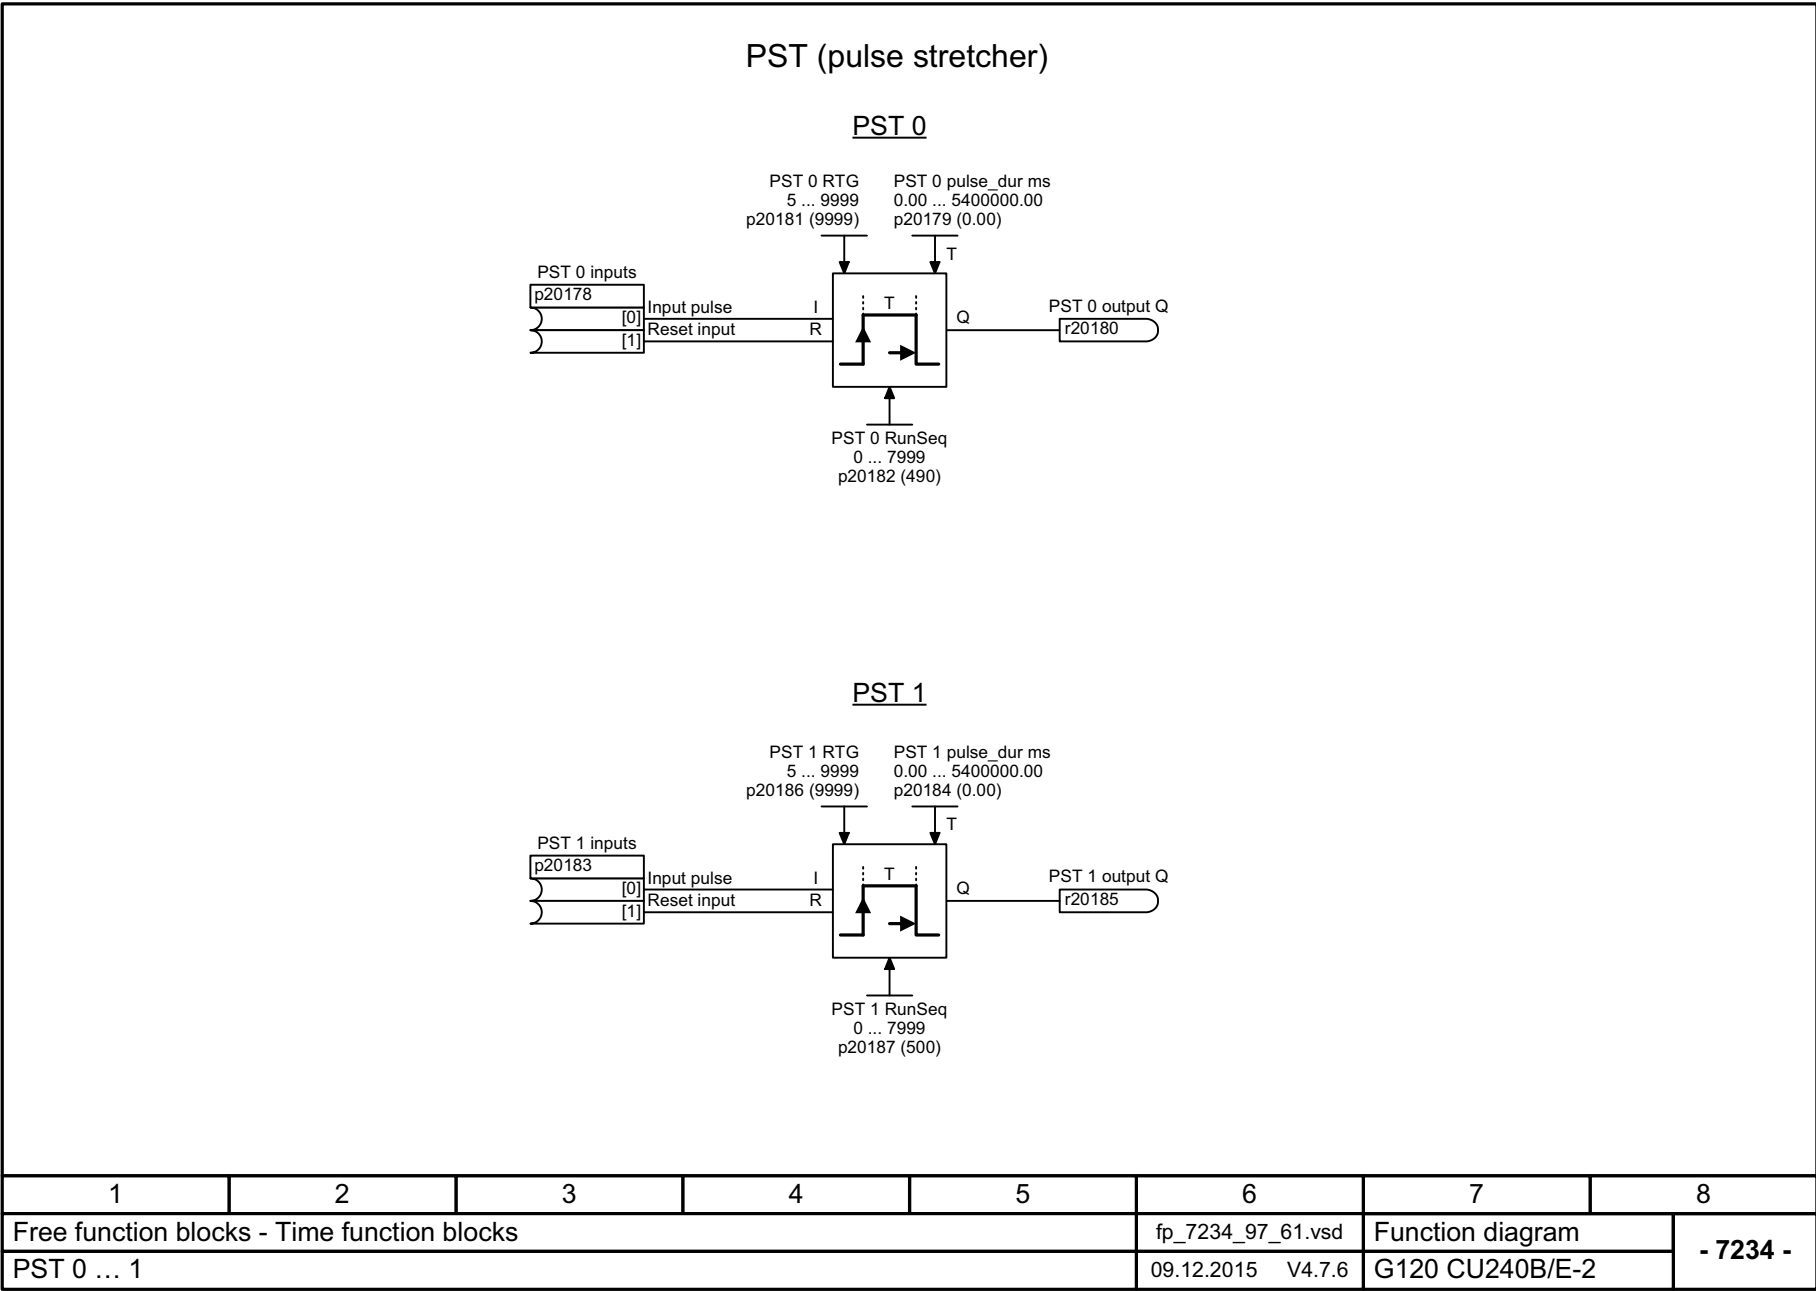 PST (pulse stretcher)
PST 0
PST 0 RTG
5 ... 9999
p20181 (9999)
PST 0 pulse_dur ms
0.00 ... 5400000.00
p20179 (0.00)
T
PST 0 inputs
p20178
[0]
[1]
Input pulse
Reset input
I
R
T
Q
PST 0 output Q
r20180
PST 0 RunSeq
0 ... 7999
p20182 (490)
PST 1
PST 1 RTG
5 ... 9999
p20186 (9999)
PST 1 pulse_dur ms
0.00 ... 5400000.00
p20184 (0.00)
T
PST 1 inputs
p20183
[0]
[1]
Input pulse
Reset input
I
R
T
Q
PST 1 output Q
r20185
PST 1 RunSeq
0 ... 7999
p20187 (500)
1 2 3 4 5 6 7 8
Free function blocks - Time function blocks
fp_7234_97_61.vsd
Function diagram
- 7234 -
PST 0 … 1
09.12.2015 V4.7.6
G120 CU240B/E-2